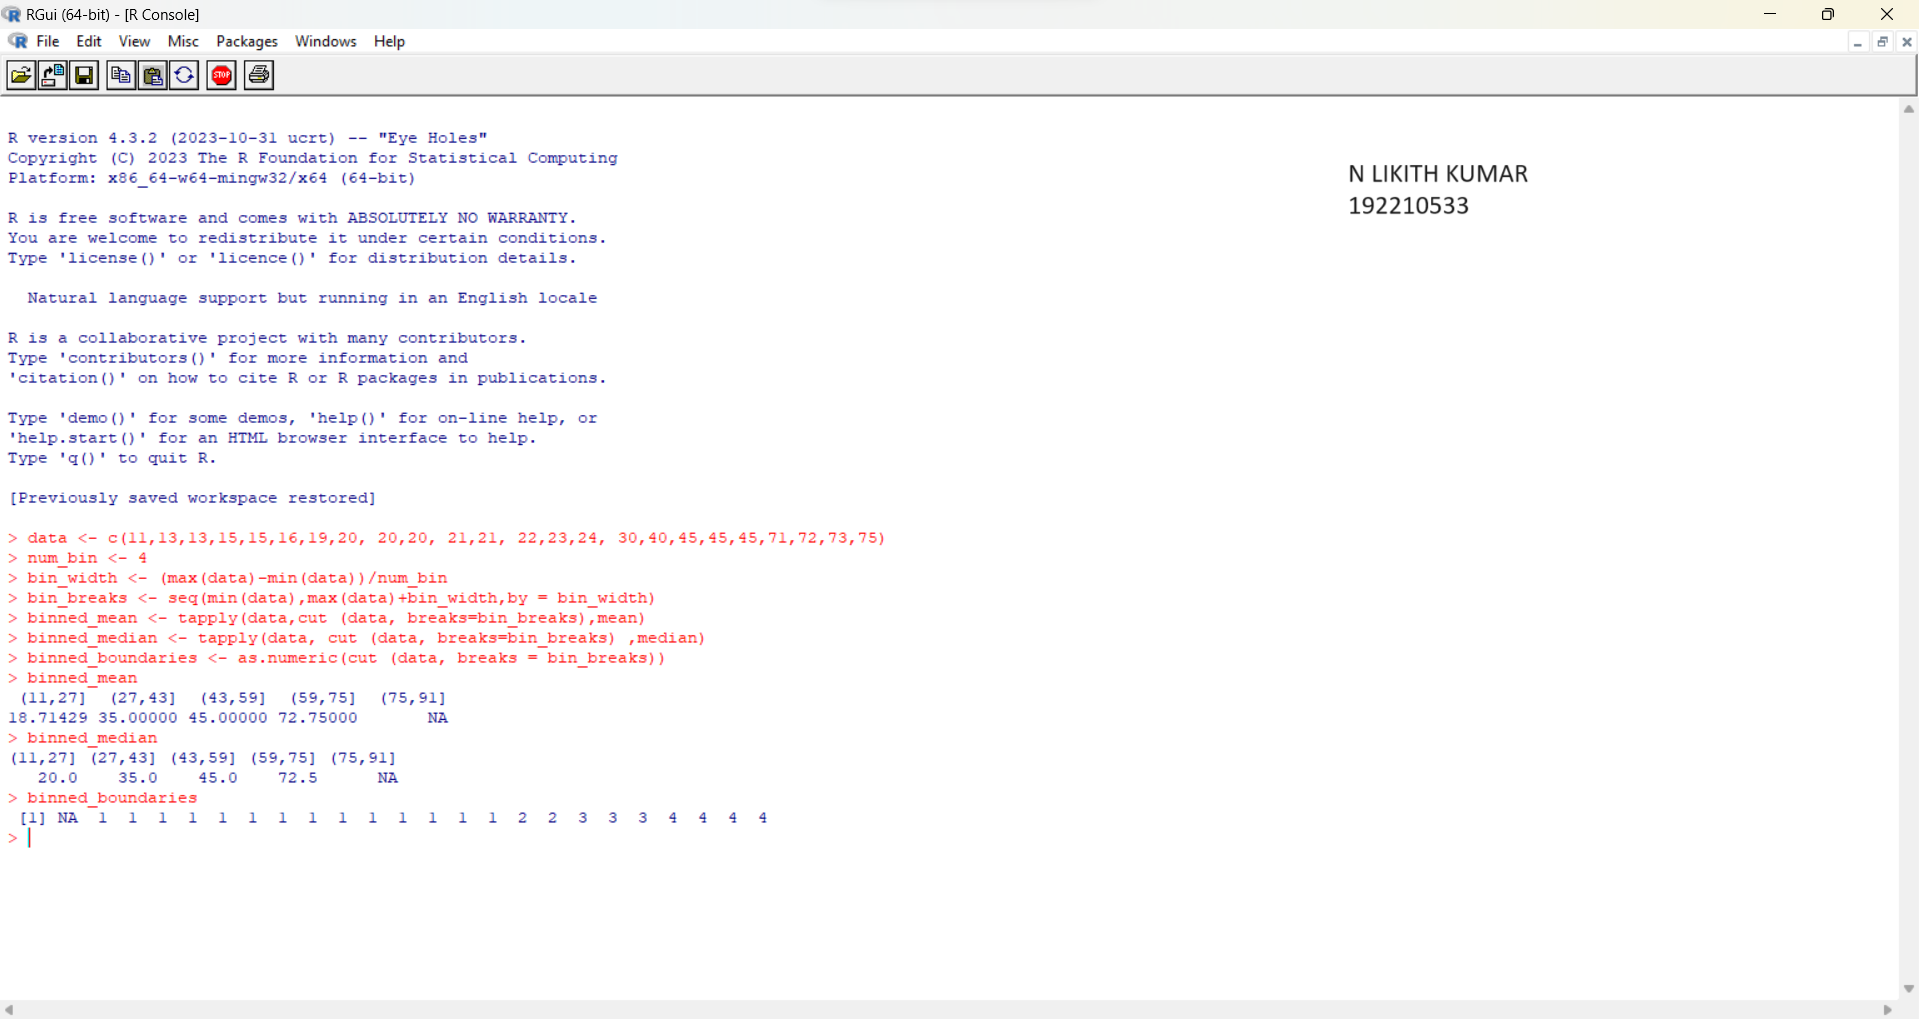 RGui (64-bit) - [R Console]
File Edit View Misc Packages Windows Help
STOP
R version 4.3.2 (2023-10-31 ucrt) -- "Eye Holes"
Copyright (C) 2023 The R Foundation for Statistical Computing
Platform: x86_64-w64-mingw32/x64 (64-bit)
N LIKITH KUMAR
192210533
R is free software and comes with ABSOLUTELY NO WARRANTY.
You are welcome to redistribute it under certain conditions.
Type 'license()' or 'licence()' for distribution details.
Natural language support but running in an English locale
R is a collaborative project with many contributors.
Type 'contributors()' for more information and
'citation()' on how to cite R or R packages in publications.
Type 'demo()' for some demos, 'help()' for on-line help, or
'help.start()' for an HTML browser interface to help.
Type 'q()' to quit R.
[Previously saved workspace restored]
> data <- c(11,13,13,15,15,16,19,20, 20,20, 21,21, 22,23,24, 30,40,45,45,45,71,72,73,75)
> num_bin <- 4
> bin_width <- (max(data)-min(data))/num_bin
> bin_breaks <- seq(min(data),max(data)+bin_width,by = bin_width)
> binned_mean <- tapply(data,cut (data, breaks=bin_breaks),mean)
> binned_median <- tapply(data, cut (data, breaks=bin_breaks) ,median)
> binned_boundaries <- as.numeric(cut (data, breaks = bin_breaks))
> binned_mean
(11,27] (27,43] (43,59] (59,75] (75,91]
18.71429 35.00000 45.00000 72.75000 NA
> binned_median
(11,27] (27,43] (43,59] (59,75] (75,91]
20.0 35.0 45.0 72.5 NA
> binned_boundaries
[1] NA 1 1 1 1 1 1 1 1 1 1 1 1 1 1 2 2 3 3 3 4 4 4 4
>